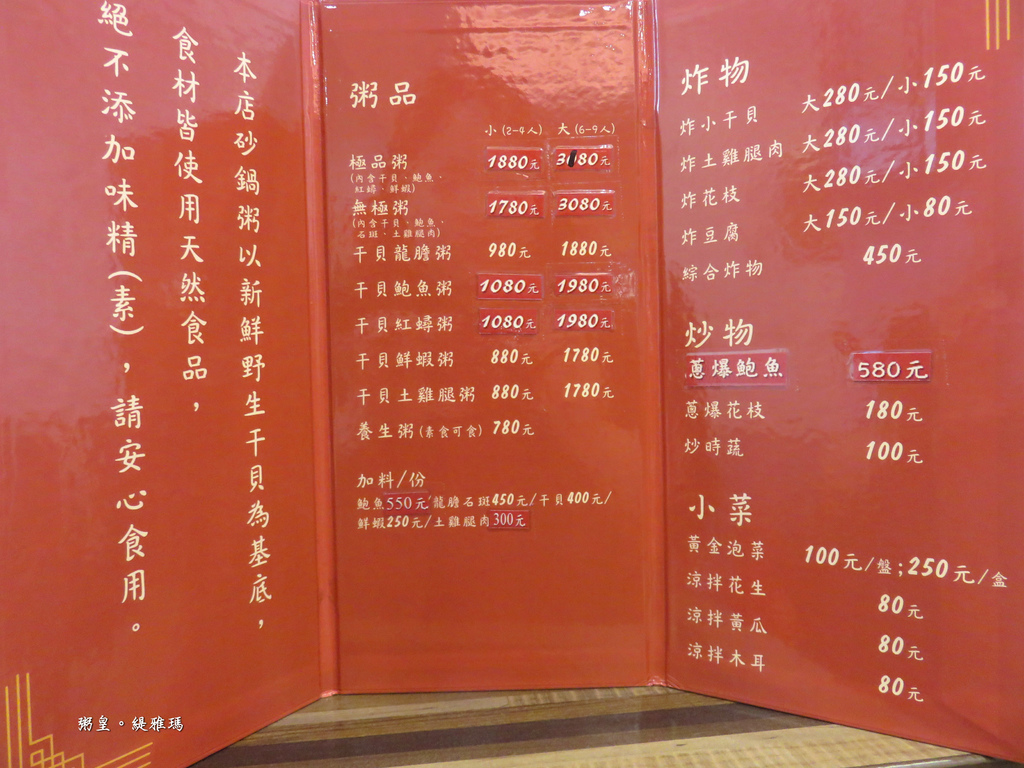 本店砂鍋粥以新鮮野生干貝為基底，
食材皆使用天然食品，
絕不添加味精(素)，請安心食用。
粥品
小(2-4人) 大(6-9人)
極品粥 1880元 3180元
(內含干貝、鮑魚、
紅蟳、鮮蝦)
無極粥 1780元 3080元
(內含干貝、鮑魚、
石斑、土雞腿肉)
干貝龍膽粥 980元 1880元
干貝鮑魚粥 1080元 1980元
干貝紅蟳粥 1080元 1980元
干貝鮮蝦粥 880元 1780元
干貝土雞腿粥 880元 1780元
養生粥(素食可食) 780元
加料/份
鮑魚550元/龍膽石斑450元/干貝400元/
鮮蝦250元/土雞腿肉300元
炸物
炸小干貝 大280元/小150元
炸土雞腿肉 大280元/小150元
炸花枝 大280元/小150元
炸豆腐 大150元/小80元
綜合炸物 450元
炒物
蔥爆鮑魚 580元
蔥爆花枝 180元
炒時蔬 100元
小菜
黃金泡菜 100元/盤;250元/盒
涼拌花生 80元
涼拌黃瓜 80元
涼拌木耳 80元
粥皇。緹雅瑪